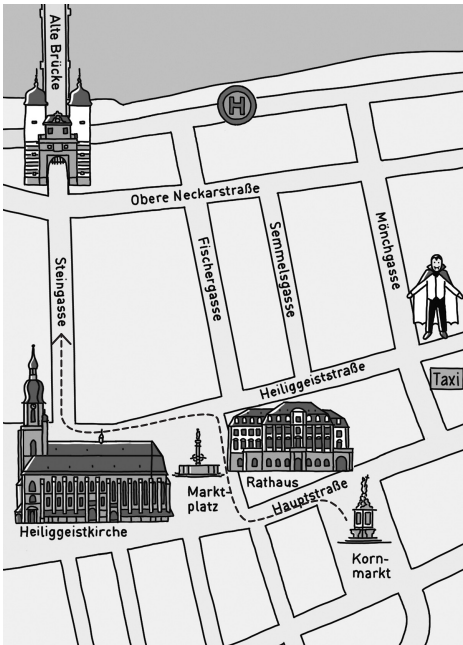 Alte Brücke
H
Obere Neckarstraße
Steingasse
Fischergasse
Semmelsgasse
Mönchgasse
Heiliggeiststraße
Taxi
Markt-
platz
Rathaus
Hauptstraße
Heiliggeistkirche
Korn-
markt